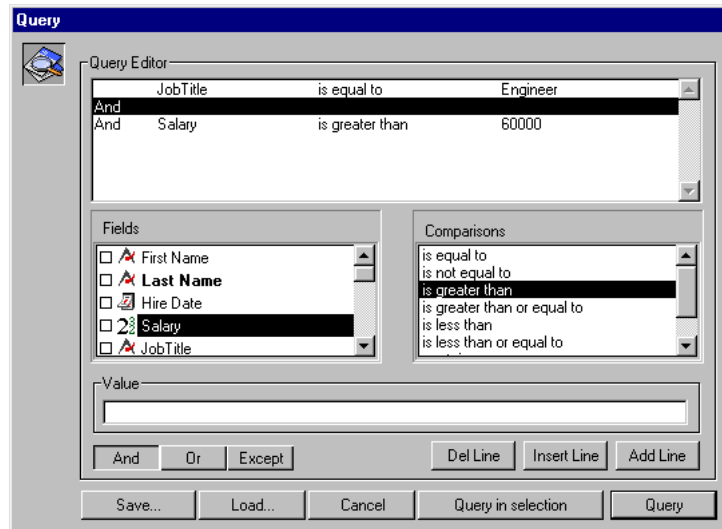 Query
Query Editor
JobTitle is equal to Engineer
And
And Salary is greater than 60000
Fields
First Name
Last Name
Hire Date
Salary
JobTitle
Comparisons
is equal to
is not equal to
is greater than
is greater than or equal to
is less than
is less than or equal to
Value
And Or Except Del Line Insert Line Add Line
Save... Load... Cancel Query in selection Query